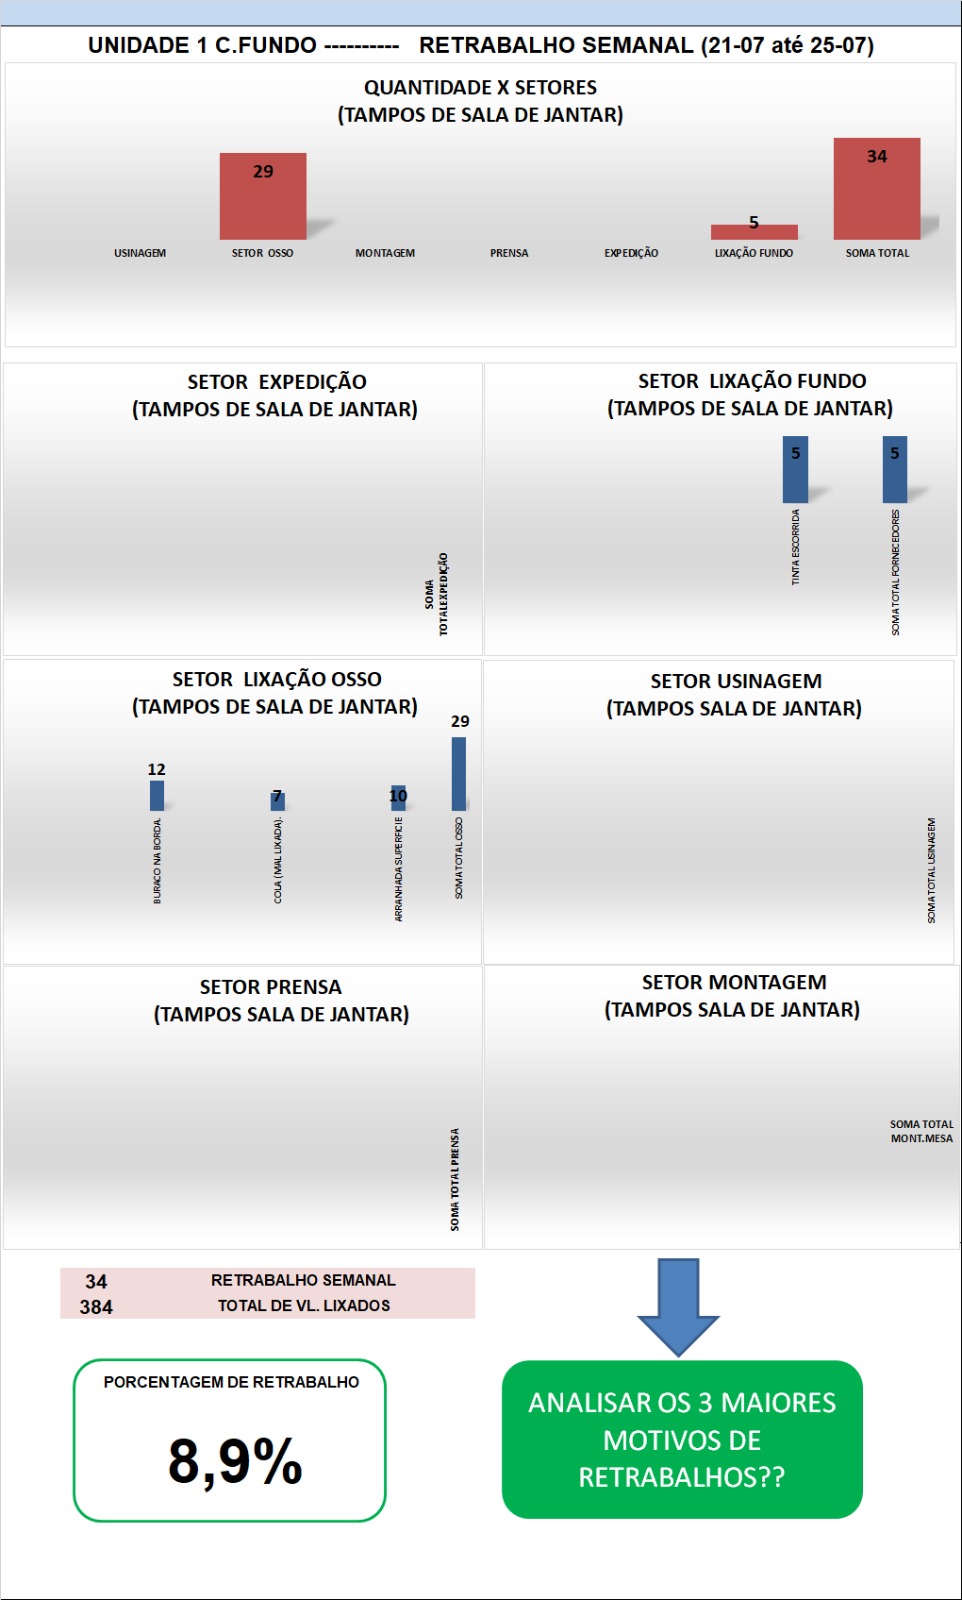 UNIDADE 1 C.FUNDO ---------- RETRABALHO SEMANAL (21-07 até 25-07)
QUANTIDADE X SETORES
(TAMPOS DE SALA DE JANTAR)
29
5
34
USINAGEM
SETOR OSSO
MONTAGEM
PRENSA
EXPEDIÇÃO
LIXAÇÃO FUNDO
SOMA TOTAL
SETOR EXPEDIÇÃO
(TAMPOS DE SALA DE JANTAR)
SOMA
TOTALEXPEDIÇÃO
SETOR LIXAÇÃO FUNDO
(TAMPOS DE SALA DE JANTAR)
5
5
TINTA ESCORRIDA
SOMA TOTAL FORNECEDORES
SETOR LIXAÇÃO OSSO
(TAMPOS DE SALA DE JANTAR)
12
7
10
29
BURACO NA BORDA.
COLA (MAL LIXADA).
ARRANHADA SUPERFICIE
SOMA TOTAL OSSO
SETOR USINAGEM
(TAMPOS SALA DE JANTAR)
SOMA TOTAL USINAGEM
SETOR PRENSA
(TAMPOS SALA DE JANTAR)
SOMA TOTAL PRENSA
SETOR MONTAGEM
(TAMPOS SALA DE JANTAR)
SOMA TOTAL
MONT.MESA
34 RETRABALHO SEMANAL
384 TOTAL DE VL. LIXADOS
PORCENTAGEM DE RETRABALHO
8,9%
ANALISAR OS 3 MAIORES
MOTIVOS DE
RETRABALHOS??